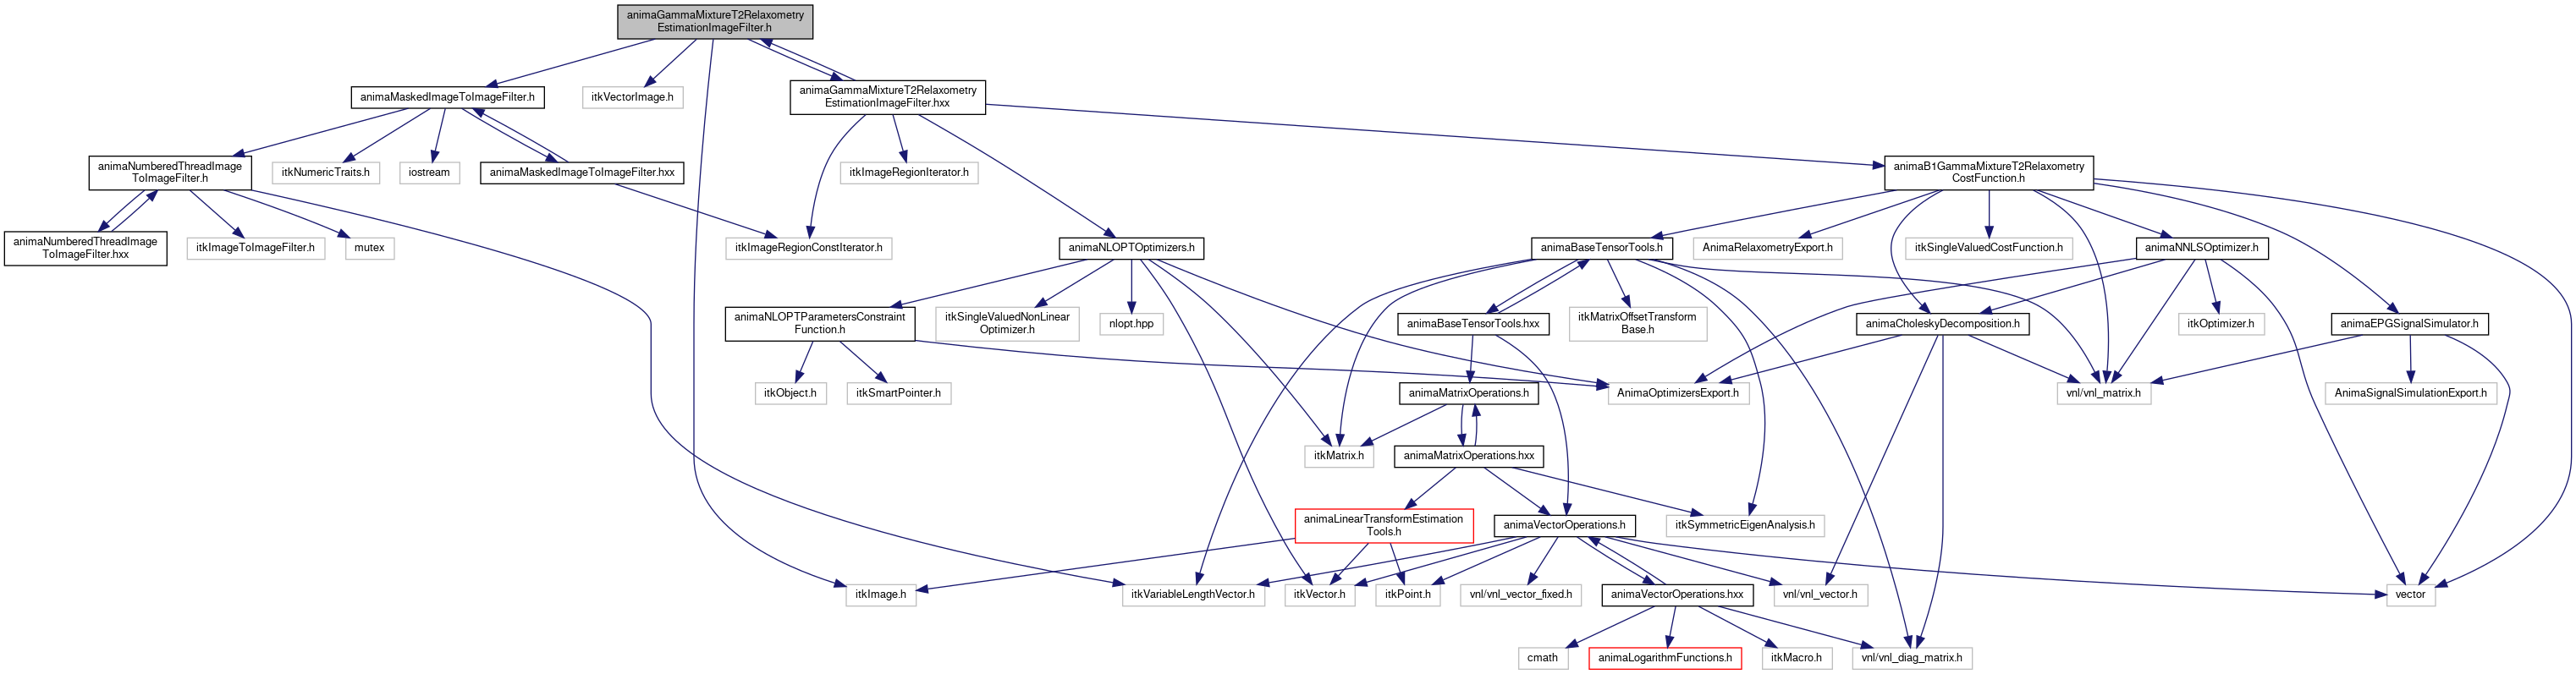 animaGammaMixtureT2Relaxometry
EstimationImageFilter.h
animaMaskedImageToImageFilter.h
itkVectorImage.h
animaGammaMixtureT2Relaxometry
EstimationImageFilter.hxx
animaNumberedThreadImage
ToImageFilter.h
itkNumericTraits.h
iostream
animaMaskedImageToImageFilter.hxx
itkImageRegionIterator.h
animaB1GammaMixtureT2Relaxometry
CostFunction.h
animaNumberedThreadImage
ToImageFilter.hxx
itkImageToImageFilter.h
mutex
itkImageRegionConstIterator.h
animaNLOPTOptimizers.h
animaBaseTensorTools.h
AnimaRelaxometryExport.h
itkSingleValuedCostFunction.h
animaNNLSOptimizer.h
animaNLOPTParametersConstraint
Function.h
itkSingleValuedNonLinear
Optimizer.h
nlopt.hpp
animaBaseTensorTools.hxx
itkMatrixOffsetTransform
Base.h
animaCholeskyDecomposition.h
itkOptimizer.h
animaEPGSignalSimulator.h
itkObject.h
itkSmartPointer.h
animaMatrixOperations.h
AnimaOptimizersExport.h
vnl/vnl_matrix.h
AnimaSignalSimulationExport.h
itkMatrix.h
animaMatrixOperations.hxx
animaLinearTransformEstimation
Tools.h
animaVectorOperations.h
itkSymmetricEigenAnalysis.h
itkImage.h
itkVariableLengthVector.h
itkVector.h
itkPoint.h
vnl/vnl_vector_fixed.h
animaVectorOperations.hxx
vnl/vnl_vector.h
vector
cmath
animaLogarithmFunctions.h
itkMacro.h
vnl/vnl_diag_matrix.h